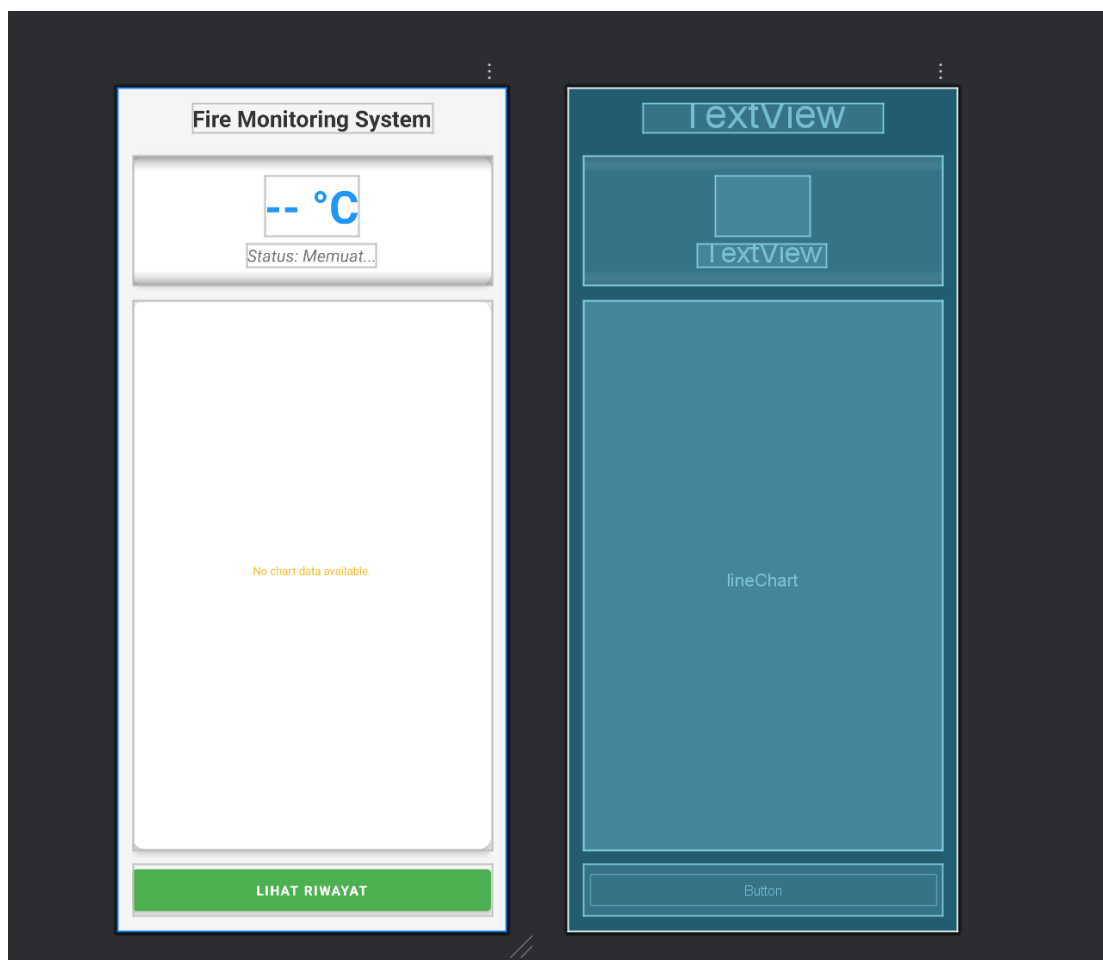 Fire Monitoring System
-- °C
Status: Memuat...
No chart data available.
LIHAT RIWAYAT
TextView
TextView
lineChart
Button